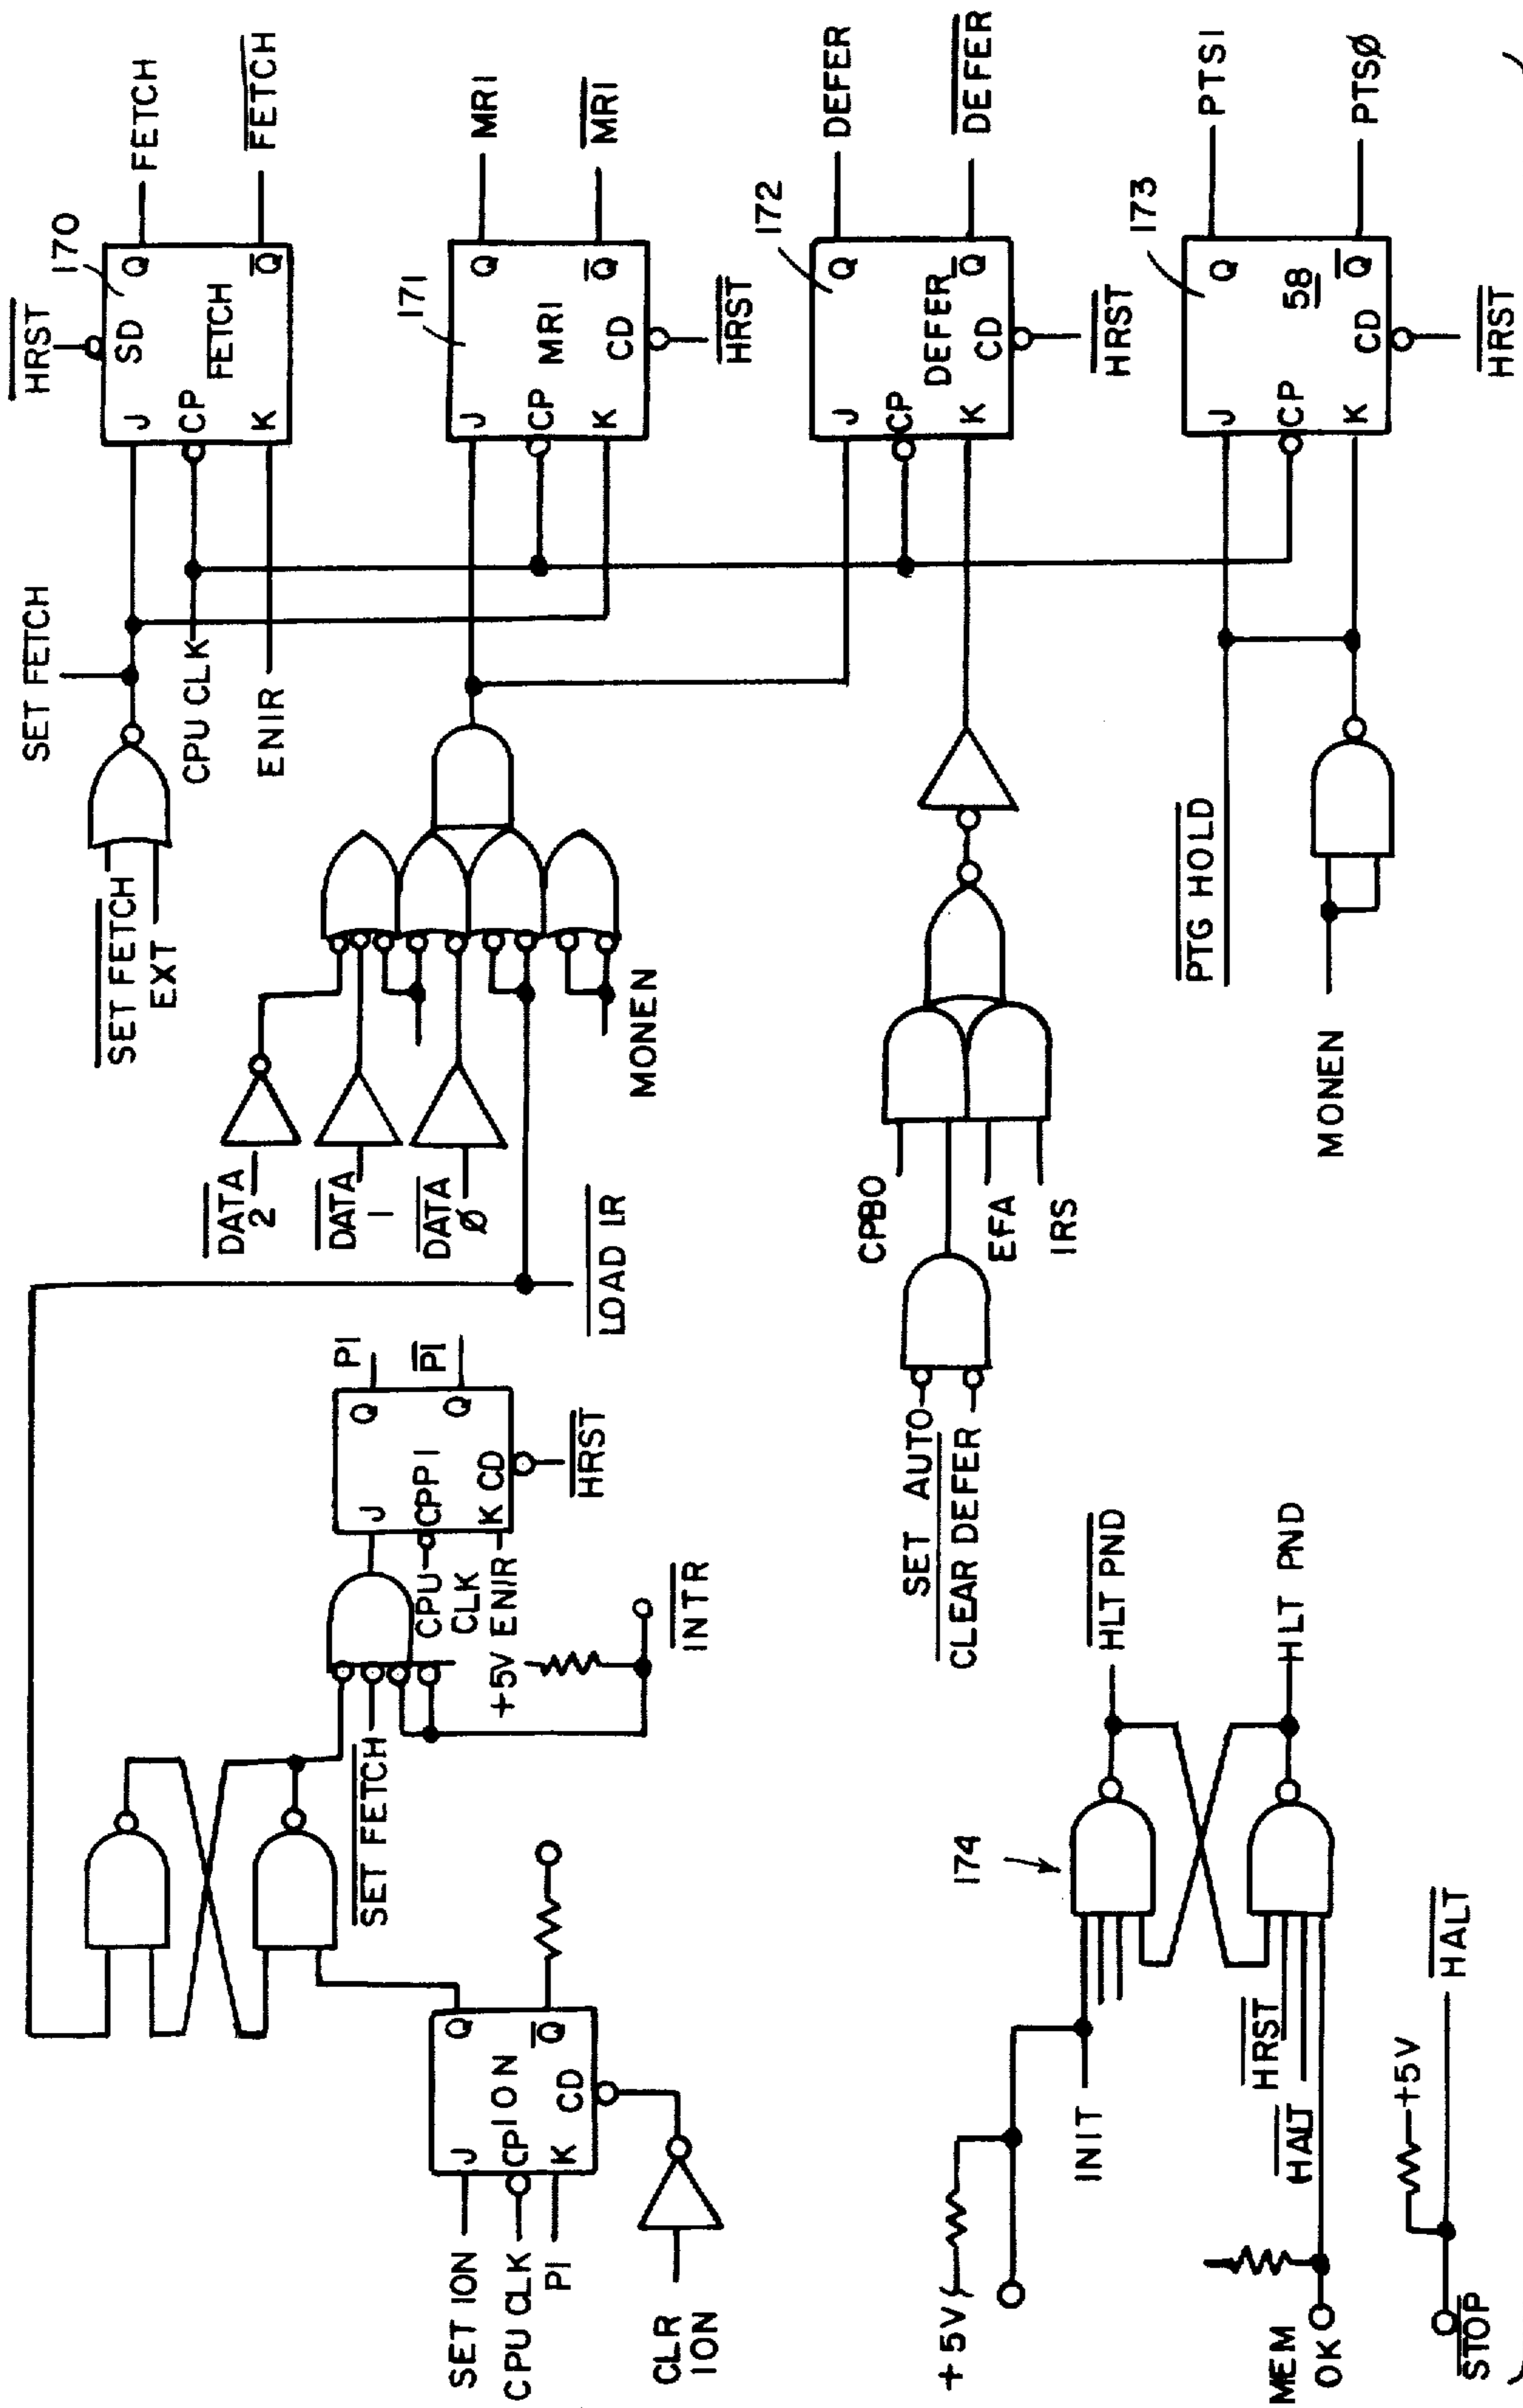 SET FETCH
SET FETCH
EXT
CPU CLK
ENIR
HRST
170
J
SD
Q
CP
FETCH
K
Q
FETCH
FETCH
DATA
2
DATA
1
DATA
Ø
LOAD IR
MONEN
171
J
Q
CP
MRI
K
CD
Q
HRST
MRI
MRI
SET AUTO
CLEAR DEFER
CPBO
EFA
IRS
172
J
Q
CP
DEFER
K
CD
Q
HRST
DEFER
DEFER
PTG HOLD
MONEN
173
J
Q
CP
58
K
CD
Q
HRST
PTS1
PTSØ
SET ION
CPU CLK
PI
CLR
ION
J
Q
CP
ION
K
CD
Q
SET FETCH
J
Q
CP
PI
K
CD
Q
CPU
CLK
ENIR
+5V
INTR
HRST
PI
PI
+5V
INIT
174
HLT PND
HLT PND
HRST
HALT
MEM
OK
STOP
+5V
HALT